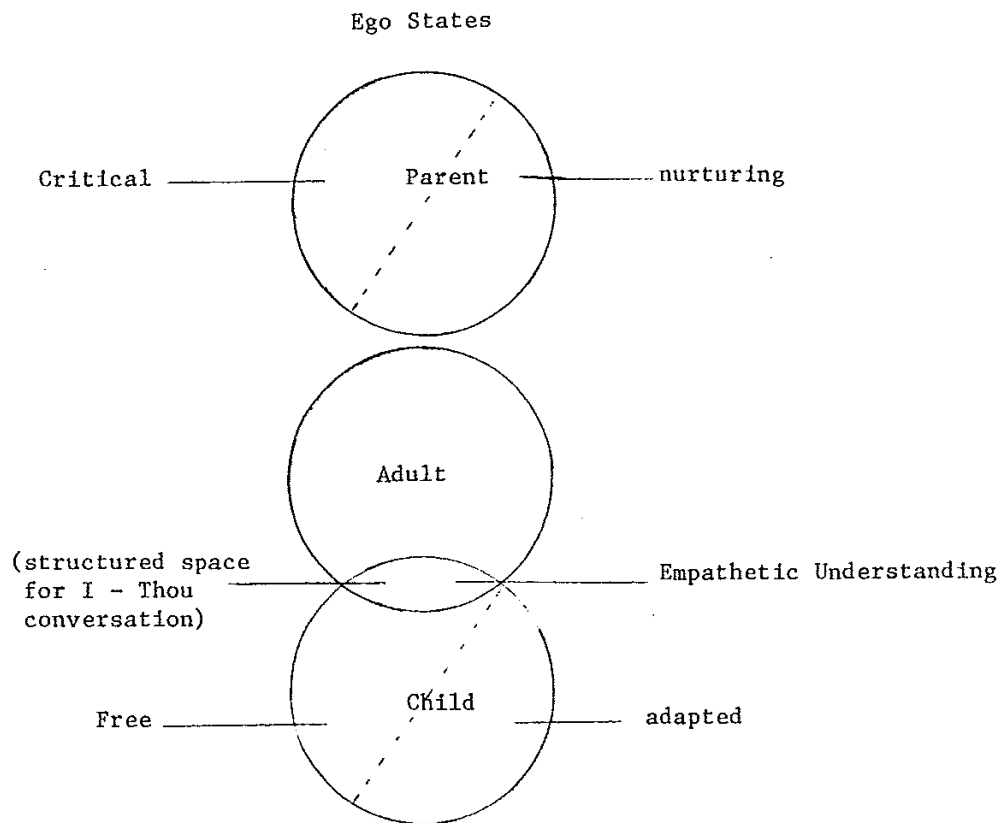 Ego States
Critical
Parent
nurturing
Adult
(structured space
for I - Thou
conversation)
Empathetic Understanding
Child
Free
adapted